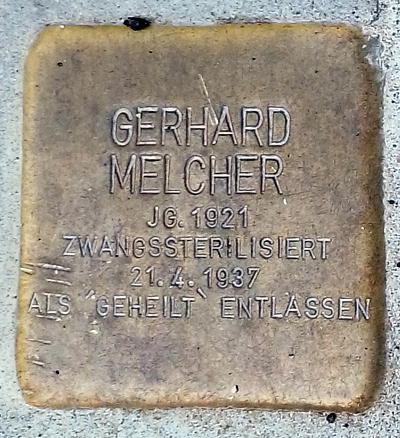 GERHARD
MELCHER
JG. 1921
ZWANGSSTERILISIERT
21.4.1937
ALS "GEHEILT" ENTLASSEN